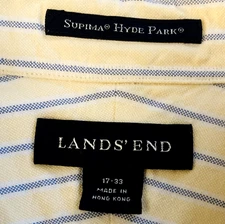 SUPIMA® HYDE PARK®
LANDS' END
17-33
MADE IN
HONG KONG